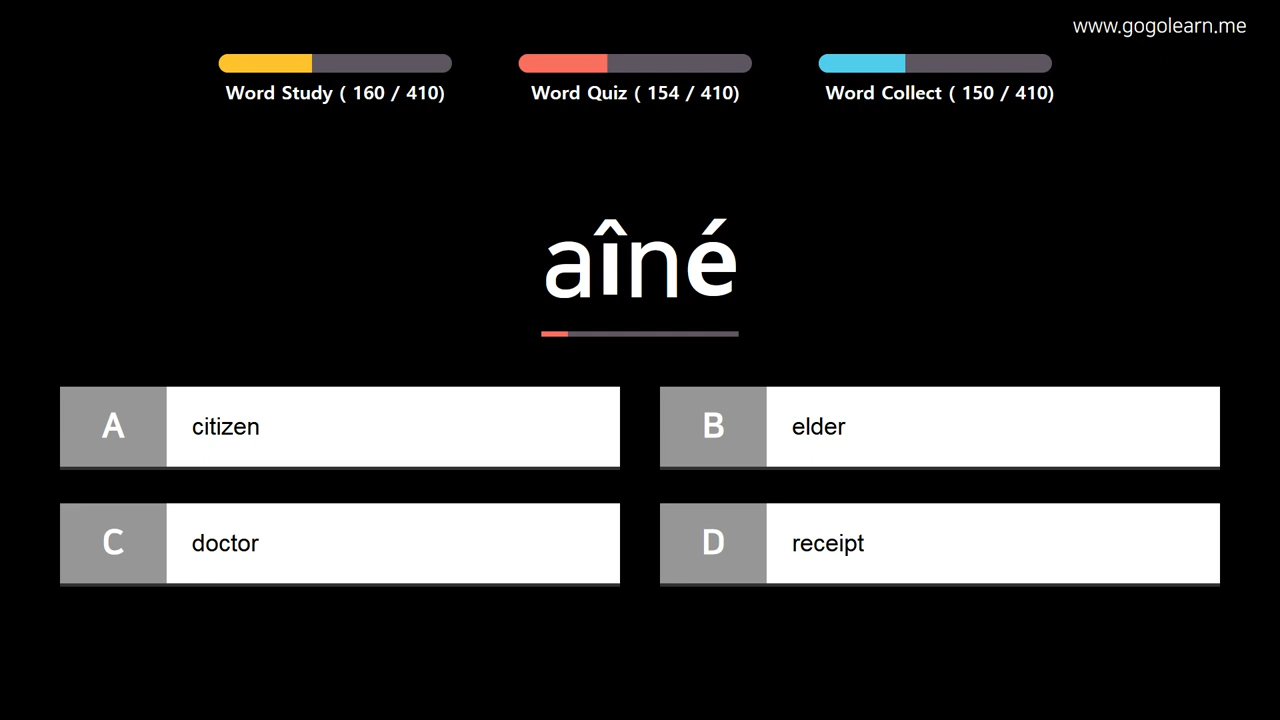 www.gogolearn.me
Word Study ( 160 / 410)
Word Quiz ( 154 / 410)
Word Collect ( 150 / 410)
aîné
A citizen
B elder
C doctor
D receipt